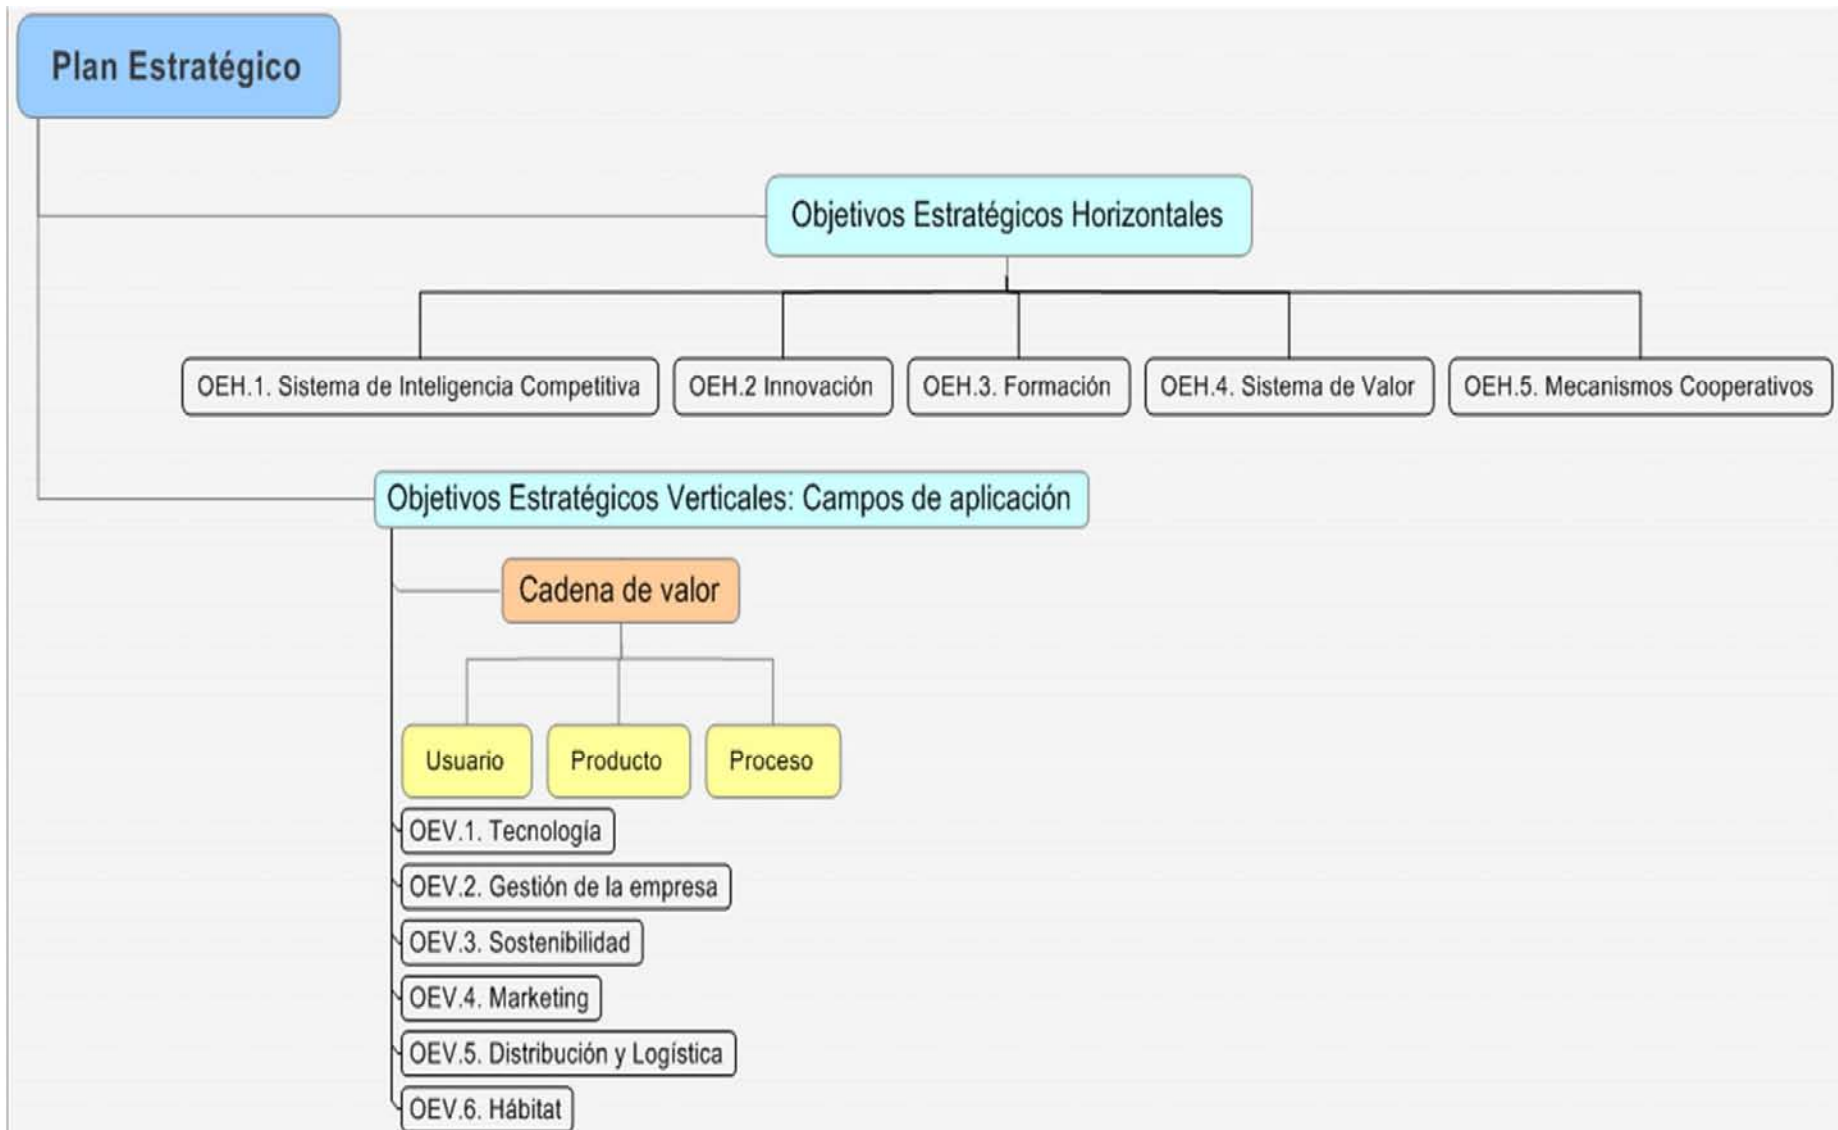 Plan Estratégico
Objetivos Estratégicos Horizontales
OEH.1. Sistema de Inteligencia Competitiva
OEH.2 Innovación
OEH.3. Formación
OEH.4. Sistema de Valor
OEH.5. Mecanismos Cooperativos
Objetivos Estratégicos Verticales: Campos de aplicación
Cadena de valor
Usuario
Producto
Proceso
OEV.1. Tecnología
OEV.2. Gestión de la empresa
OEV.3. Sostenibilidad
OEV.4. Marketing
OEV.5. Distribución y Logística
OEV.6. Hábitat